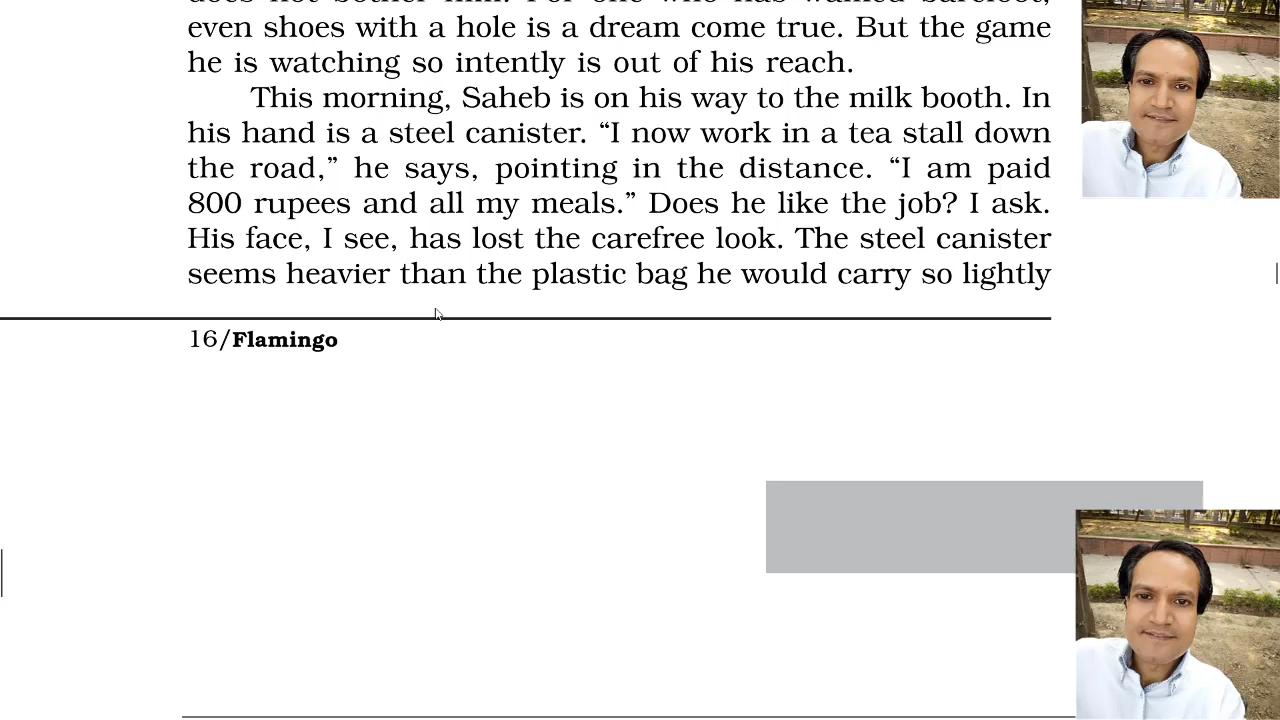 even shoes with a hole is a dream come true. But the game
he is watching so intently is out of his reach.
This morning, Saheb is on his way to the milk booth. In
his hand is a steel canister. “I now work in a tea stall down
the road,” he says, pointing in the distance. “I am paid
800 rupees and all my meals.” Does he like the job? I ask.
His face, I see, has lost the carefree look. The steel canister
seems heavier than the plastic bag he would carry so lightly
16/Flamingo